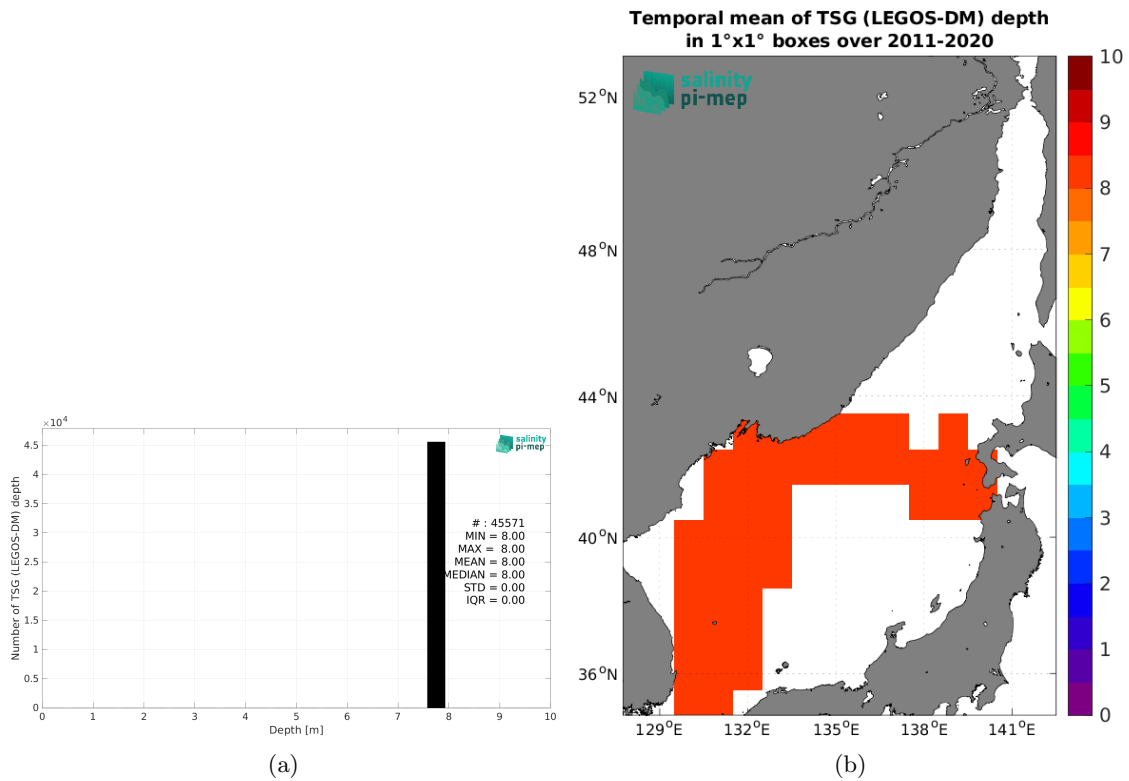 ×10⁴
4.5
4
3.5
3
2.5
2
1.5
1
0.5
0
Number of TSG (LEGOS-DM) depth
salinity
pi-mep
# : 45571
MIN = 8.00
MAX = 8.00
MEAN = 8.00
MEDIAN = 8.00
STD = 0.00
IQR = 0.00
0 1 2 3 4 5 6 7 8 9 10
Depth [m]
(a)
Temporal mean of TSG (LEGOS-DM) depth
in 1°x1° boxes over 2011-2020
salinity
pi-mep
52°N
48°N
44°N
40°N
36°N
129°E 132°E 135°E 138°E 141°E
10
9
8
7
6
5
4
3
2
1
0
(b)